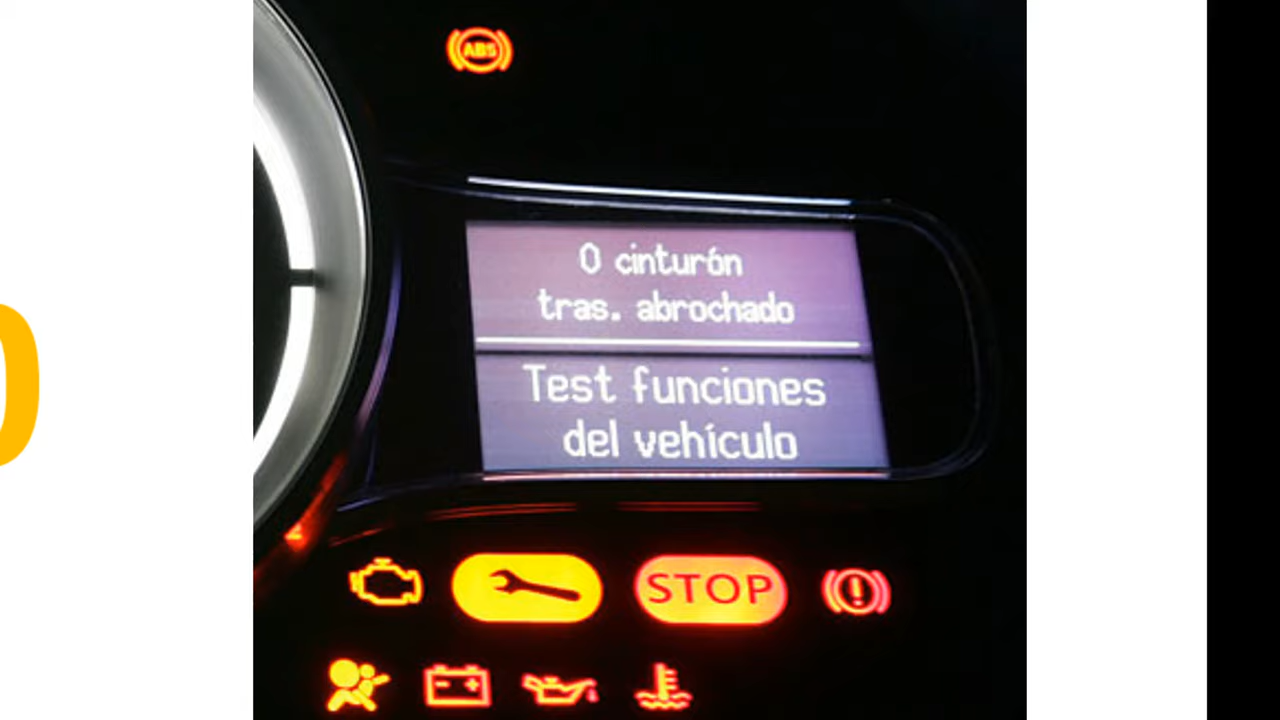 ABS
0 cinturón
tras. abrochado
Test funciones
del vehículo
STOP